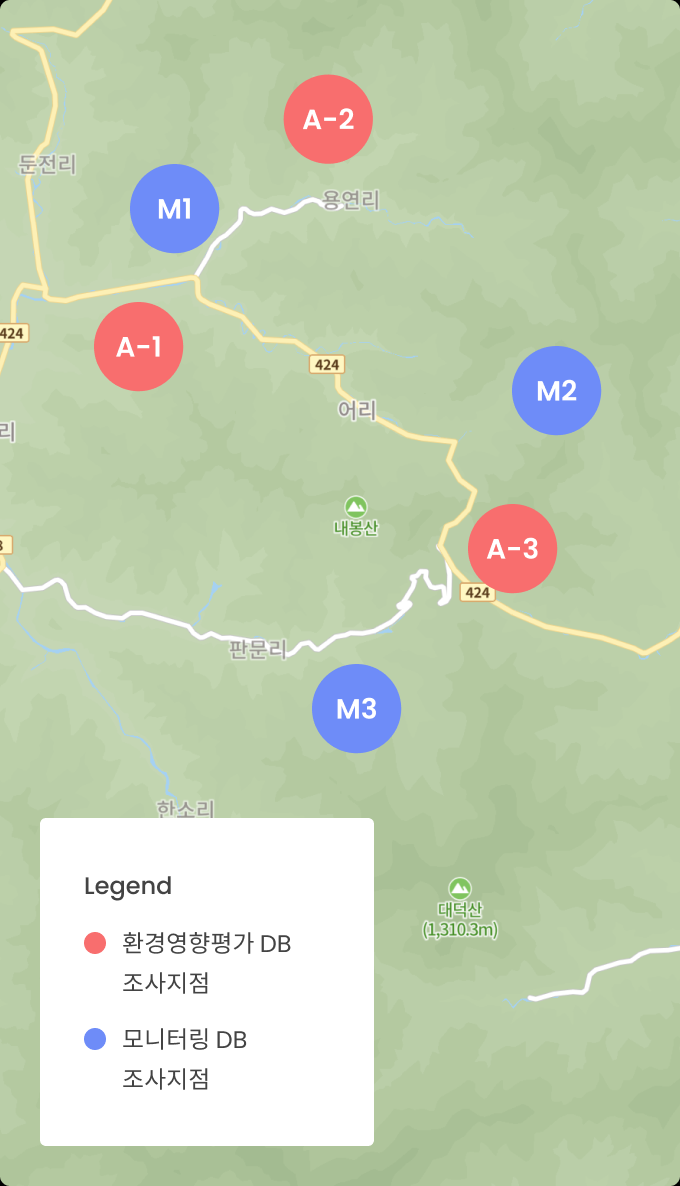 A-2
둔전리
M1
용연리
424
A-1
424
M2
어리
리
내봉산
A-3
424
판문리
M3
한소리
Legend
환경영향평가 DB
조사지점
모니터링 DB
조사지점
대덕산
(1,310.3m)